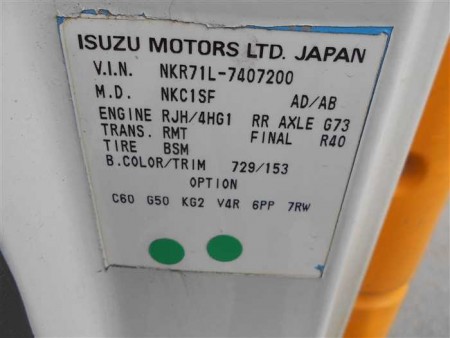 ISUZU MOTORS LTD. JAPAN
V.I.N. NKR71L-7407200
M.D. NKC1SF AD/AB
ENGINE RJH/4HG1 RR AXLE G73
TRANS. RMT FINAL R40
TIRE BSM
B.COLOR/TRIM 729/153
OPTION
C60 G50 KG2 V4R 6PP 7RW